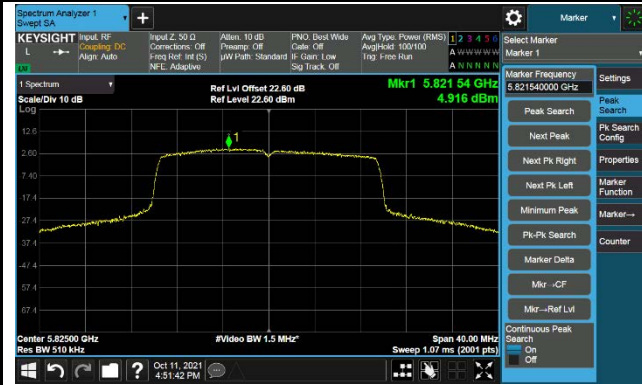 Spectrum Analyzer 1
Swept SA
Marker
KEYSIGHT
L
Input: RF
Coupling: DC
Align: Auto
Input Z: 50 Ω
Corrections: Off
Freq Ref: Int (S)
NFE: Adaptive
Atten: 10 dB
Preamp: Off
µW Path: Standard
PNO: Best Wide
Gate: Off
IF Gain: Low
Sig Track: Off
Avg Type: Power (RMS)
Avg|Hold: 100/100
Trig: Free Run
1 2 3 4 5 6
A W W W W W
A N N N N N
Select Marker
Marker 1
1 Spectrum
Scale/Div 10 dB
Log
Ref Lvl Offset 22.60 dB
Ref Level 22.60 dBm
Mkr1 5.821 54 GHz
4.916 dBm
1
12.6
2.60
-7.40
-17.4
-27.4
-37.4
-47.4
-57.4
-67.4
Center 5.82500 GHz
Res BW 510 kHz
#Video BW 1.5 MHz*
Span 40.00 MHz
Sweep 1.07 ms (2001 pts)
Marker Frequency
5.821540000 GHz
Peak Search
Next Peak
Next Pk Right
Next Pk Left
Minimum Peak
Pk-Pk Search
Marker Delta
Mkr→CF
Mkr→Ref Lvl
Continuous Peak
Search
On
Off
Settings
Peak
Search
Pk Search
Config
Properties
Marker
Function
Marker→
Counter
Oct 11, 2021
4:51:42 PM